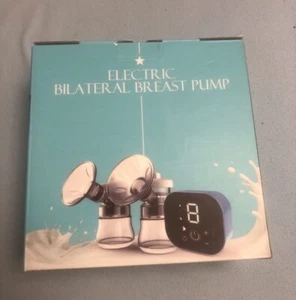 ELECTRIC
BILATERAL BREAST PUMP
8